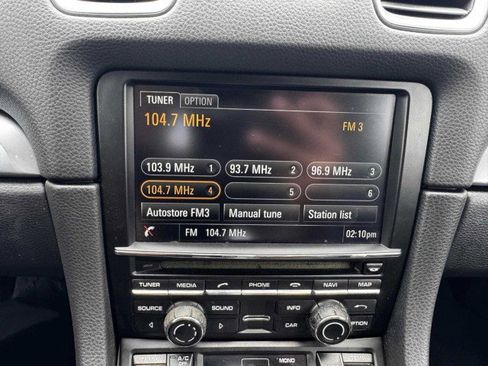 TUNER OPTION
104.7 MHz FM 3
103.9 MHz 1 93.7 MHz 2 96.9 MHz 3
104.7 MHz 4 5 6
Autostore FM3 Manual tune Station list
FM 104.7 MHz 02:10pm
TUNER MEDIA PHONE NAVI MAP
SOURCE SOUND INFO
CAR OPTION
A/C MONO